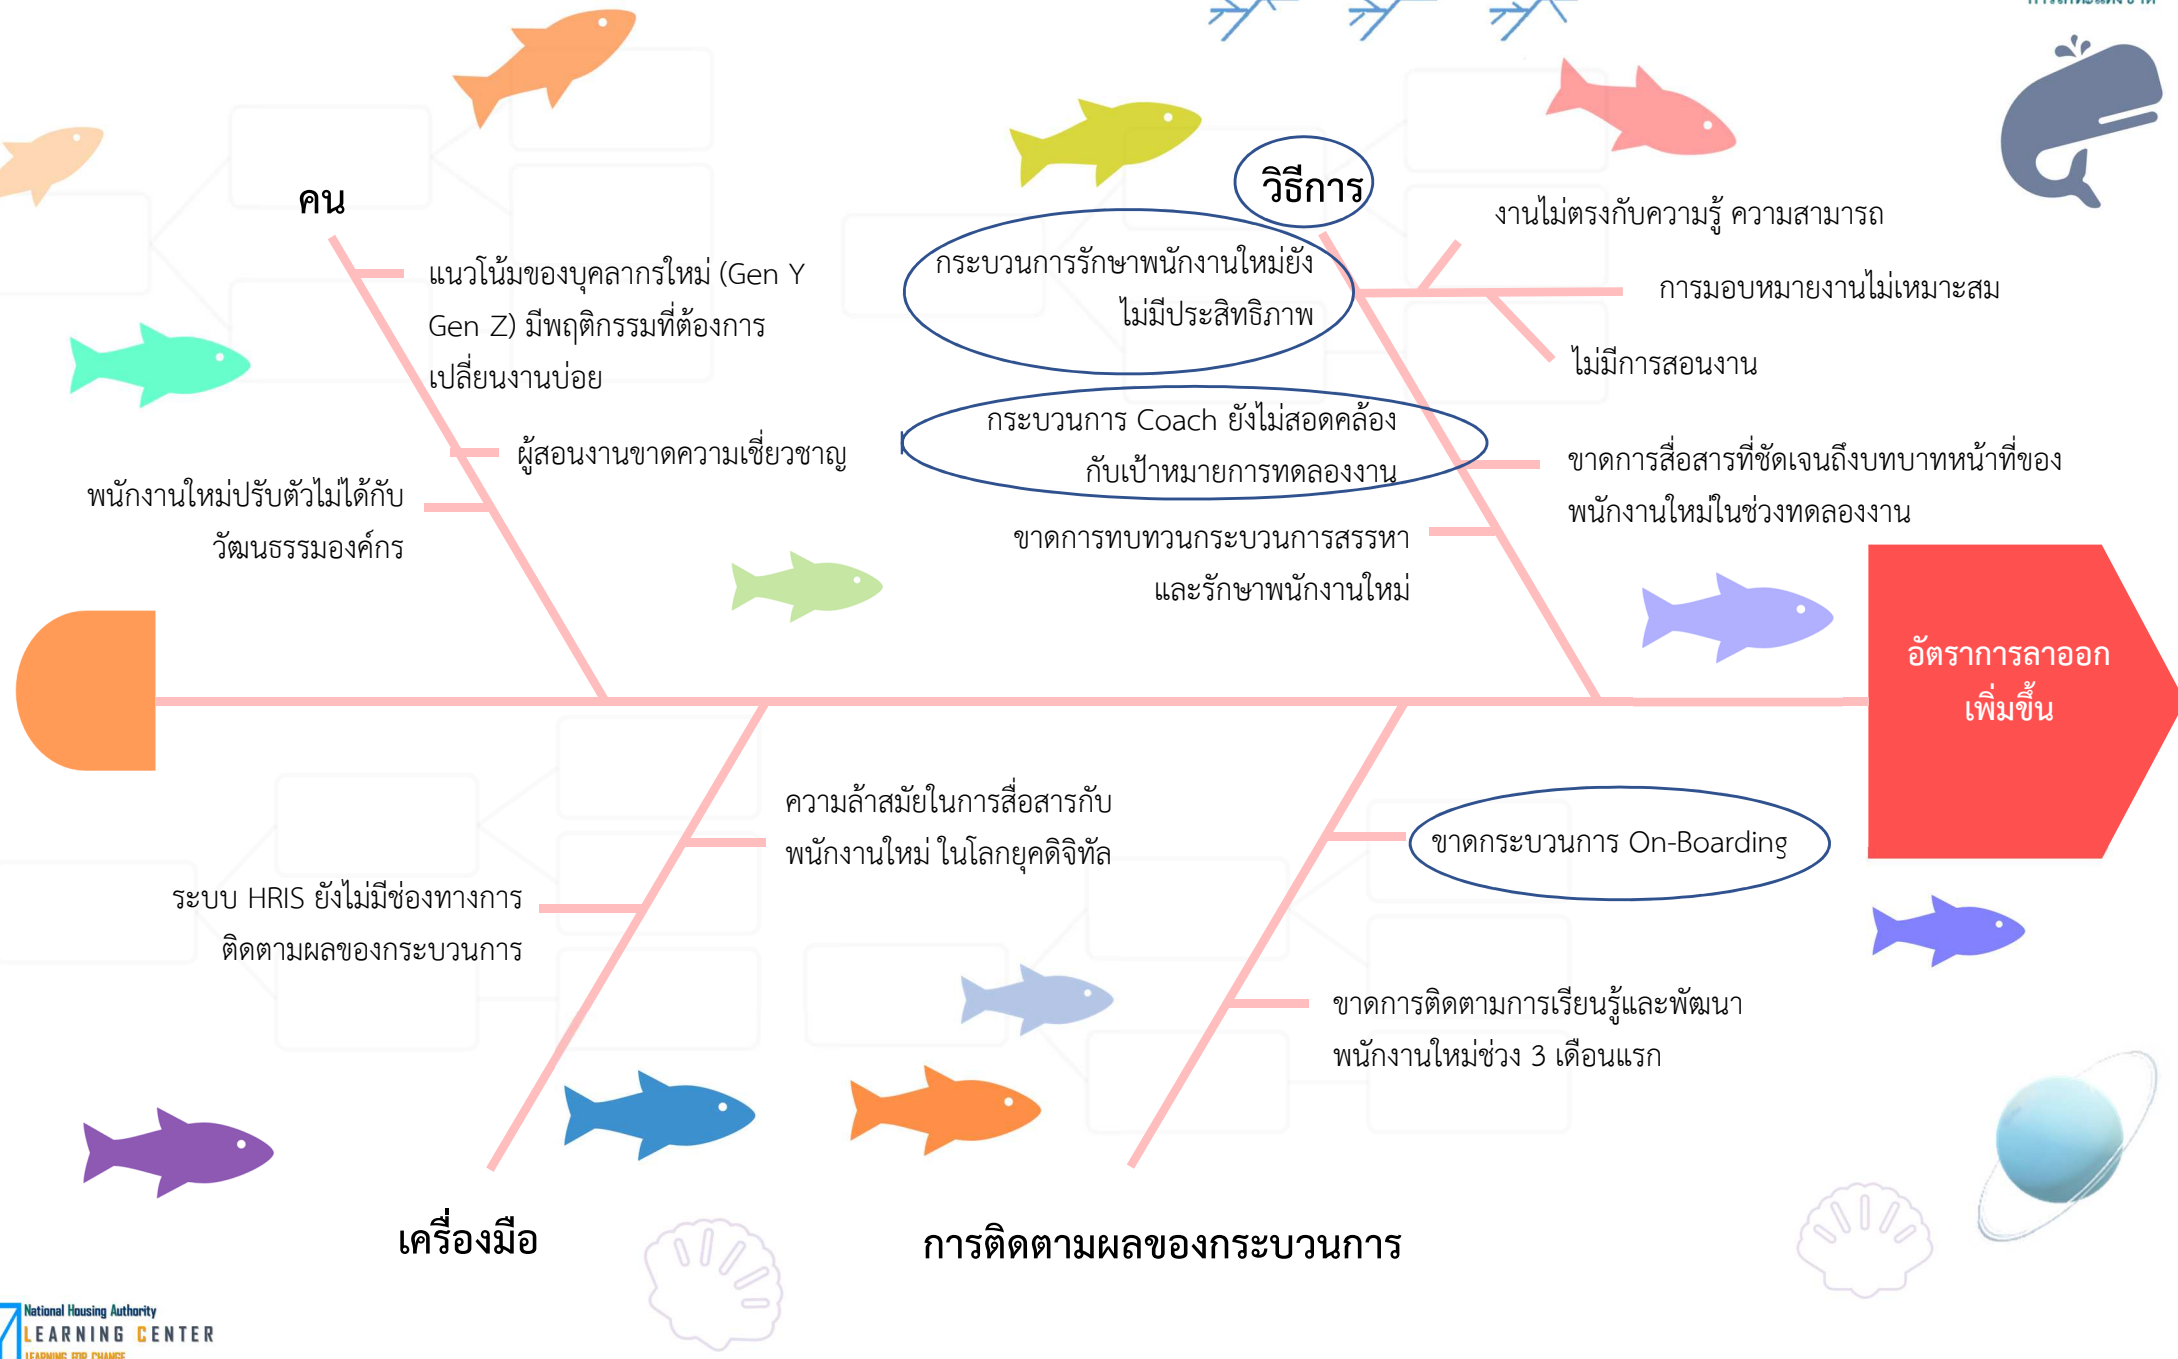 คน
แนวโน้มของบุคลากรใหม่ (Gen Y
Gen Z) มีพฤติกรรมที่ต้องการ
เปลี่ยนงานบ่อย
ผู้สอนงานขาดความเชี่ยวชาญ
พนักงานใหม่ปรับตัวไม่ได้กับ
วัฒนธรรมองค์กร
วิธีการ
กระบวนการรักษาพนักงานใหม่ยัง
ไม่มีประสิทธิภาพ
งานไม่ตรงกับความรู้ ความสามารถ
การมอบหมายงานไม่เหมาะสม
ไม่มีการสอนงาน
กระบวนการ Coach ยังไม่สอดคล้อง
กับเป้าหมายการทดลองงาน
ขาดการสื่อสารที่ชัดเจนถึงบทบาทหน้าที่ของ
พนักงานใหม่ในช่วงทดลองงาน
ขาดการทบทวนกระบวนการสรรหา
และรักษาพนักงานใหม่
อัตราการลาออก
เพิ่มขึ้น
ความล้าสมัยในการสื่อสารกับ
พนักงานใหม่ ในโลกยุคดิจิทัล
ระบบ HRIS ยังไม่มีช่องทางการ
ติดตามผลของกระบวนการ
เครื่องมือ
ขาดกระบวนการ On-Boarding
ขาดการติดตามการเรียนรู้และพัฒนา
พนักงานใหม่ช่วง 3 เดือนแรก
การติดตามผลของกระบวนการ
National Housing Authority
LEARNING CENTER
LEARNING FOR CHANGE